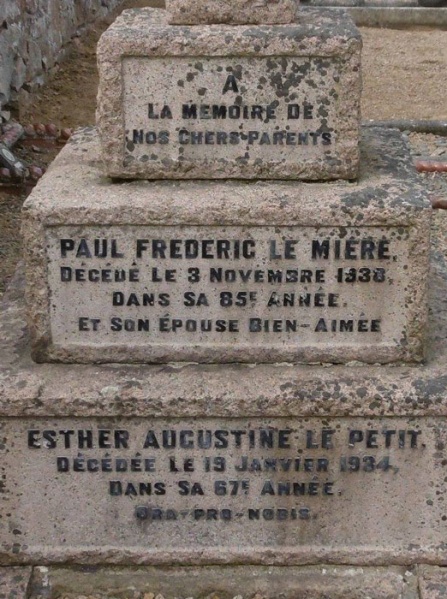 A
LA MEMOIRE DE
NOS CHERS PARENTS
PAUL FREDERIC LE MIÈRE,
DÉCÉDÉ LE 3 NOVEMBRE 1938,
DANS SA 85E ANNÉE.
ET SON ÉPOUSE BIEN-AIMÉE
ESTHER AUGUSTINE LE PETIT.
DÉCÉDÉE LE 19 JANVIER 1934,
DANS SA 67E ANNÉE.
ORA-PRO-NOBIS.